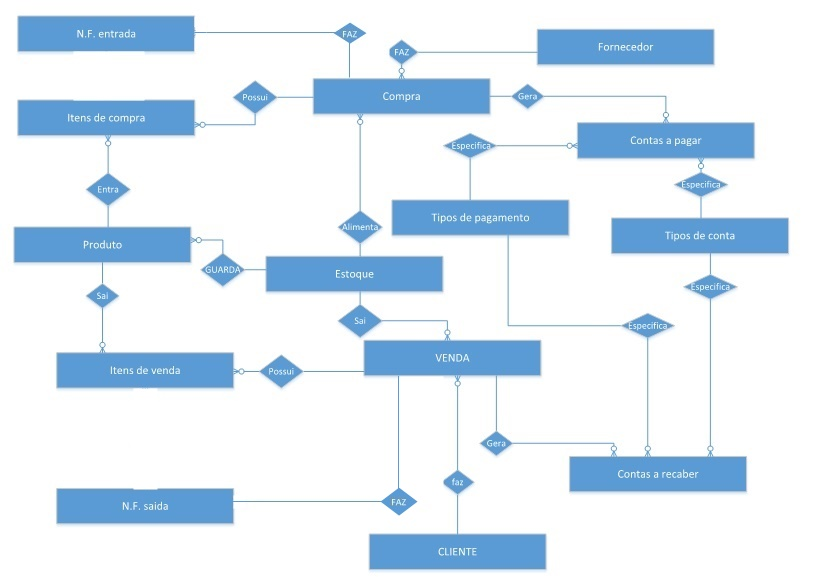 N.F. entrada
FAZ
FAZ
Fornecedor
Possui
Compra
Gera
Itens de compra
Especifica
Contas a pagar
Entra
Especifica
Tipos de pagamento
Alimenta
Tipos de conta
Produto
GUARDA
Estoque
Especifica
Sai
Sai
Especifica
VENDA
Itens de venda
Possui
Gera
Contas a recaber
faz
N.F. saida
FAZ
CLIENTE